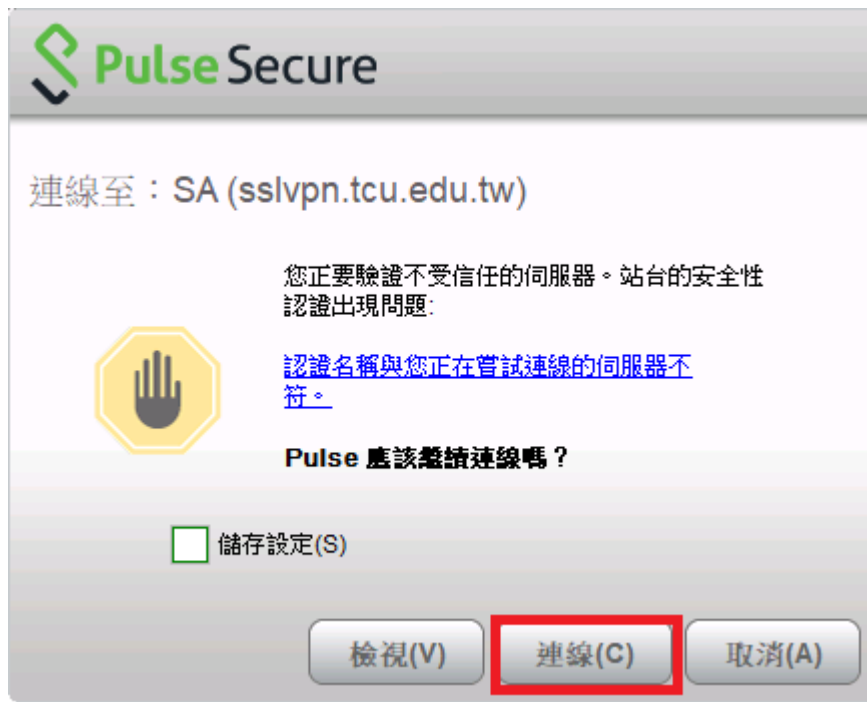 Pulse Secure
連線至：SA (sslvpn.tcu.edu.tw)
您正要驗證不受信任的伺服器。站台的安全性
認證出現問題:
認證名稱與您正在嘗試連線的伺服器不
符。
Pulse 應該繼續連線嗎？
儲存設定(S)
檢視(V) 連線(C) 取消(A)